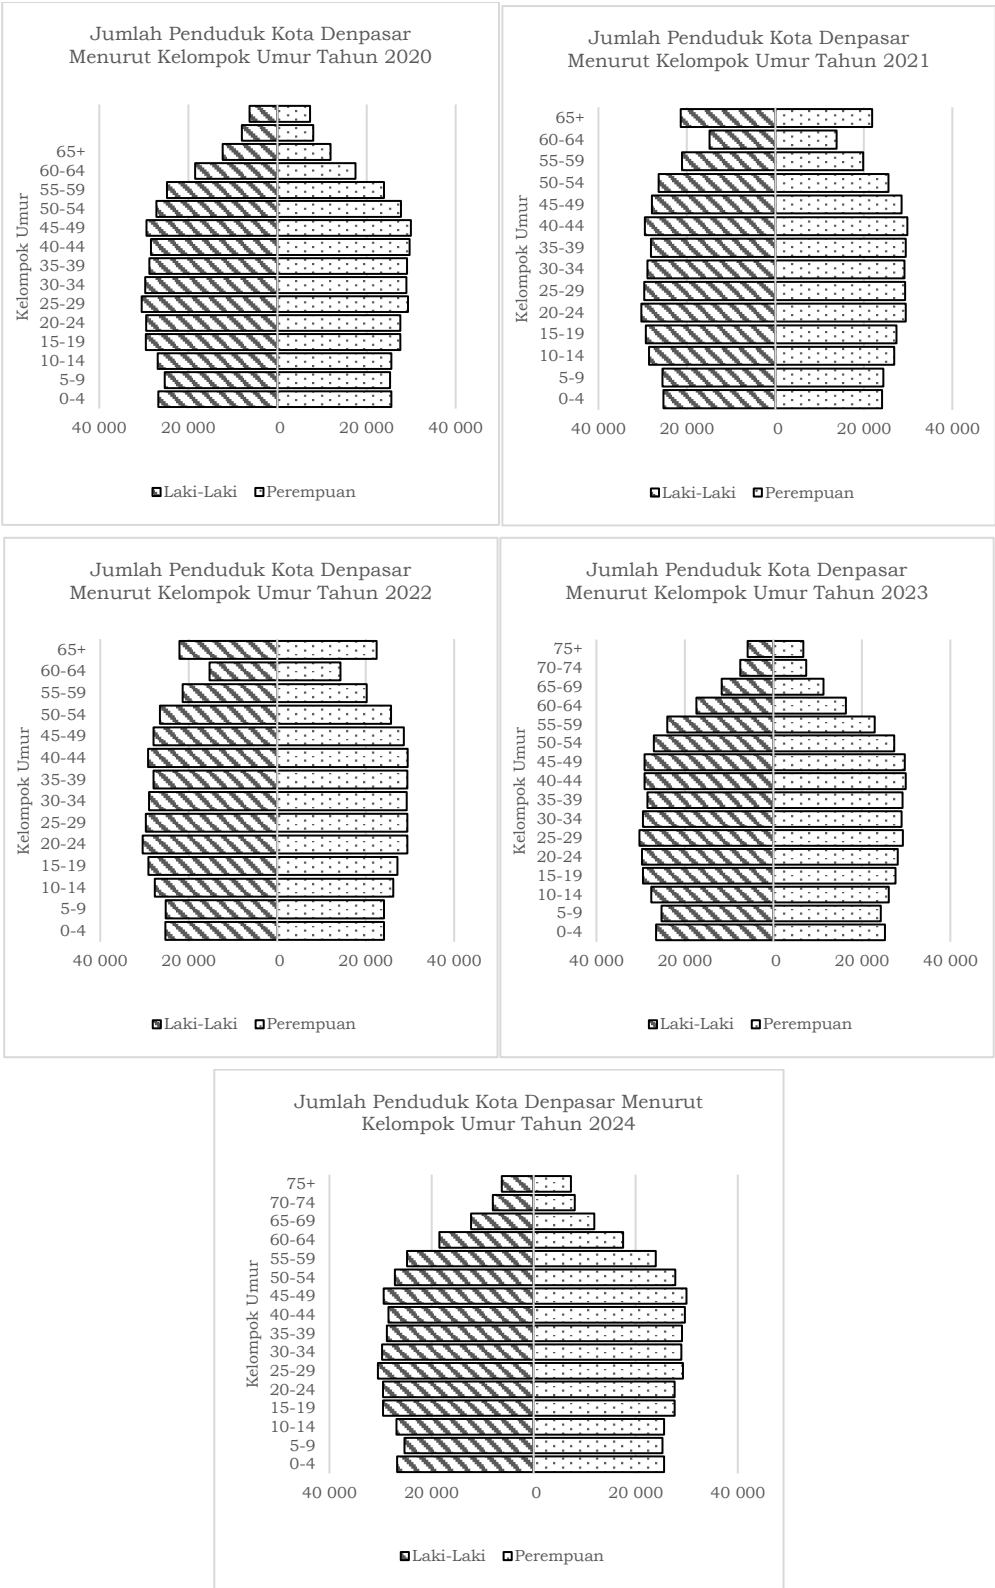 Jumlah Penduduk Kota Denpasar
Menurut Kelompok Umur Tahun 2020
Kelompok Umur
65+
60-64
55-59
50-54
45-49
40-44
35-39
30-34
25-29
20-24
15-19
10-14
5-9
0-4
40 000 20 000 0 20 000 40 000
Laki-Laki Perempuan
Jumlah Penduduk Kota Denpasar
Menurut Kelompok Umur Tahun 2021
Kelompok Umur
65+
60-64
55-59
50-54
45-49
40-44
35-39
30-34
25-29
20-24
15-19
10-14
5-9
0-4
40 000 20 000 0 20 000 40 000
Laki-Laki Perempuan
Jumlah Penduduk Kota Denpasar
Menurut Kelompok Umur Tahun 2022
Kelompok Umur
65+
60-64
55-59
50-54
45-49
40-44
35-39
30-34
25-29
20-24
15-19
10-14
5-9
0-4
40 000 20 000 0 20 000 40 000
Laki-Laki Perempuan
Jumlah Penduduk Kota Denpasar
Menurut Kelompok Umur Tahun 2023
Kelompok Umur
75+
70-74
65-69
60-64
55-59
50-54
45-49
40-44
35-39
30-34
25-29
20-24
15-19
10-14
5-9
0-4
40 000 20 000 0 20 000 40 000
Laki-Laki Perempuan
Jumlah Penduduk Kota Denpasar Menurut
Kelompok Umur Tahun 2024
Kelompok Umur
75+
70-74
65-69
60-64
55-59
50-54
45-49
40-44
35-39
30-34
25-29
20-24
15-19
10-14
5-9
0-4
40 000 20 000 0 20 000 40 000
Laki-Laki Perempuan